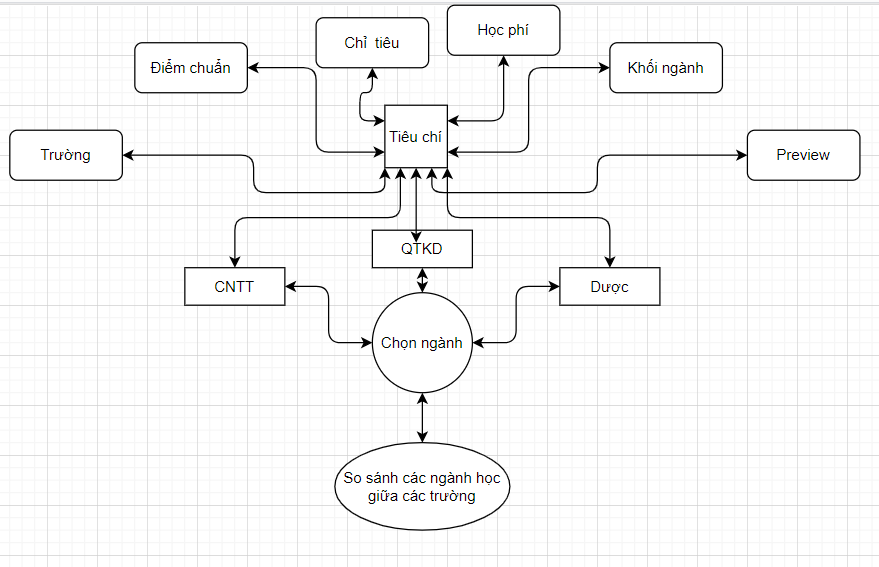 Học phí
Chỉ tiêu
Điểm chuẩn
Khối ngành
Tiêu chí
Trường
Preview
QTKD
CNTT
Dược
Chọn ngành
So sánh các ngành học
giữa các trường